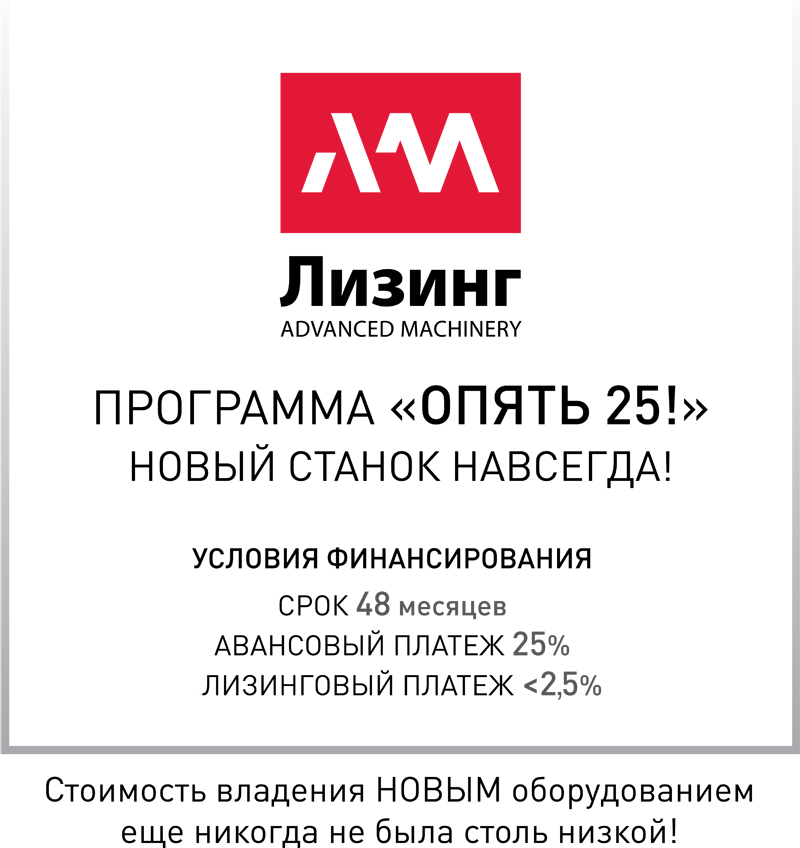 ЛМ
Лизинг
ADVANCED MACHINERY
ПРОГРАММА «ОПЯТЬ 25!»
НОВЫЙ СТАНОК НАВСЕГДА!
УСЛОВИЯ ФИНАНСИРОВАНИЯ
СРОК 48 месяцев
АВАНСОВЫЙ ПЛАТЕЖ 25%
ЛИЗИНГОВЫЙ ПЛАТЕЖ <2,5%
Стоимость владения НОВЫМ оборудованием
еще никогда не была столь низкой!